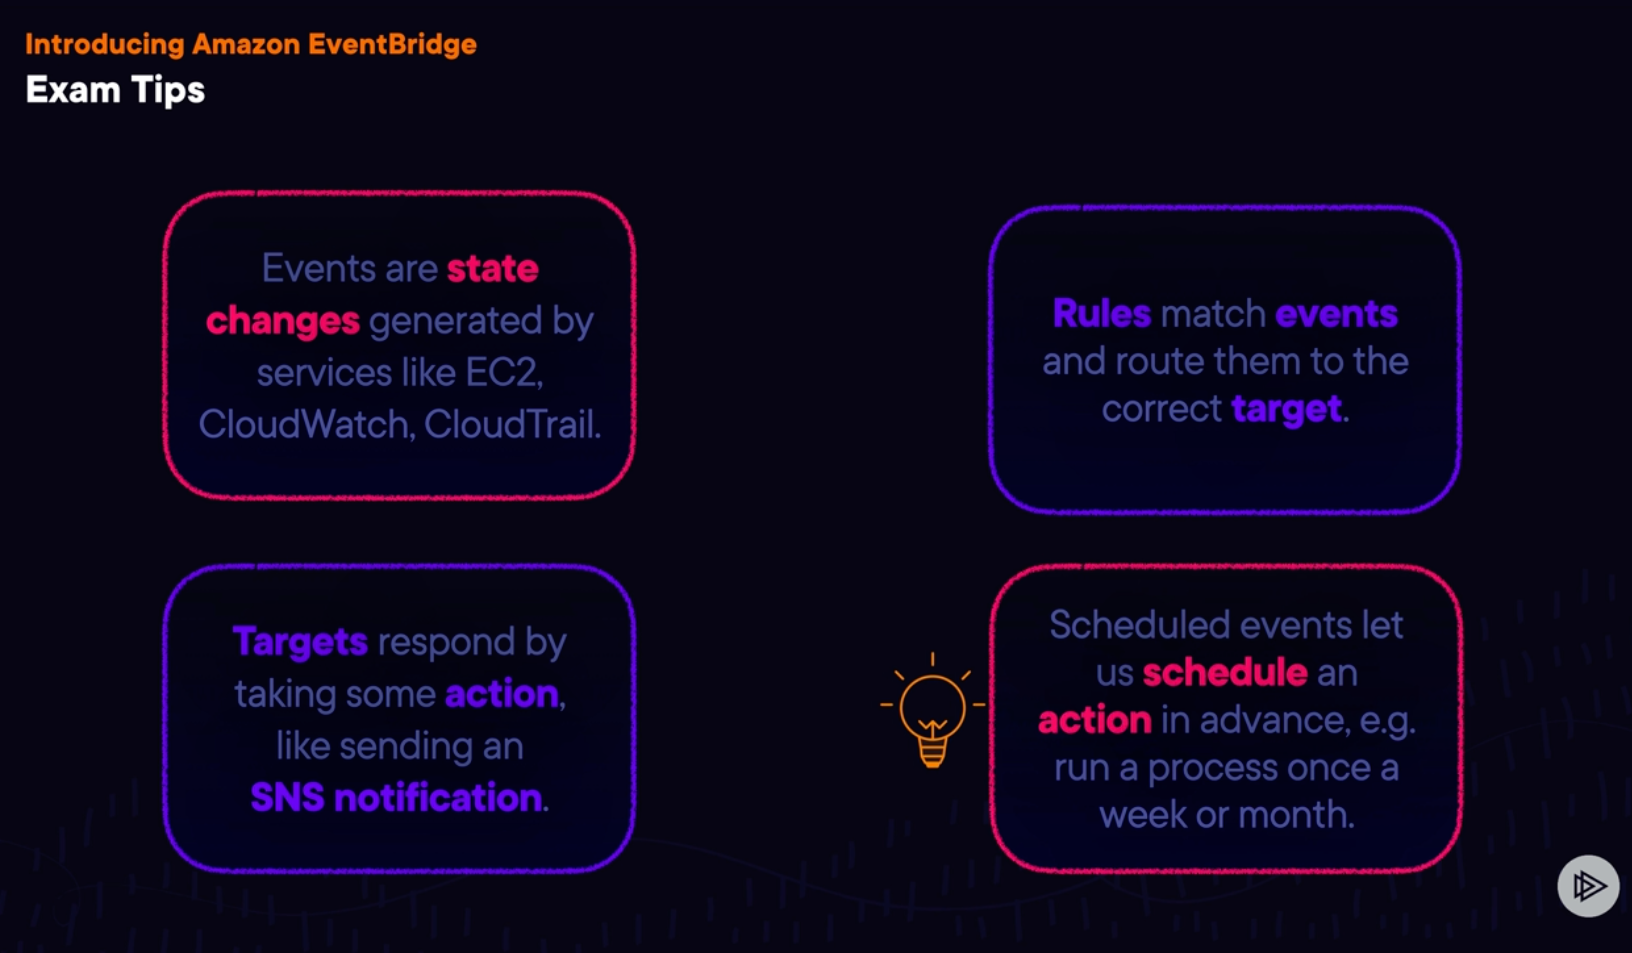 Introducing Amazon EventBridge
Exam Tips
Events are state
changes generated by
services like EC2,
CloudWatch, CloudTrail.
Rules match events
and route them to the
correct target.
Targets respond by
taking some action,
like sending an
SNS notification.
Scheduled events let
us schedule an
action in advance, e.g.
run a process once a
week or month.